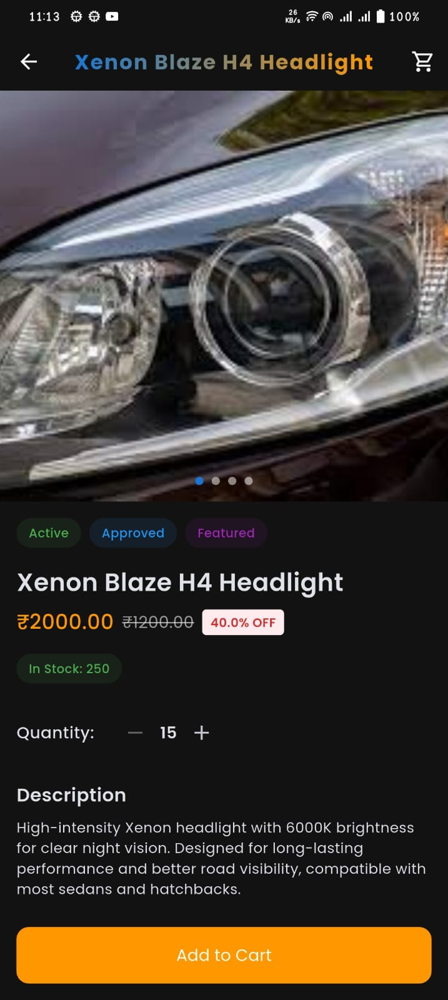 11:13 26 KB/s 100%
Xenon Blaze H4 Headlight
Active Approved Featured
Xenon Blaze H4 Headlight
₹2000.00 ₹1200.00 40.0% OFF
In Stock: 250
Quantity: — 15 +
Description
High-intensity Xenon headlight with 6000K brightness
for clear night vision. Designed for long-lasting
performance and better road visibility, compatible with
most sedans and hatchbacks.
Add to Cart